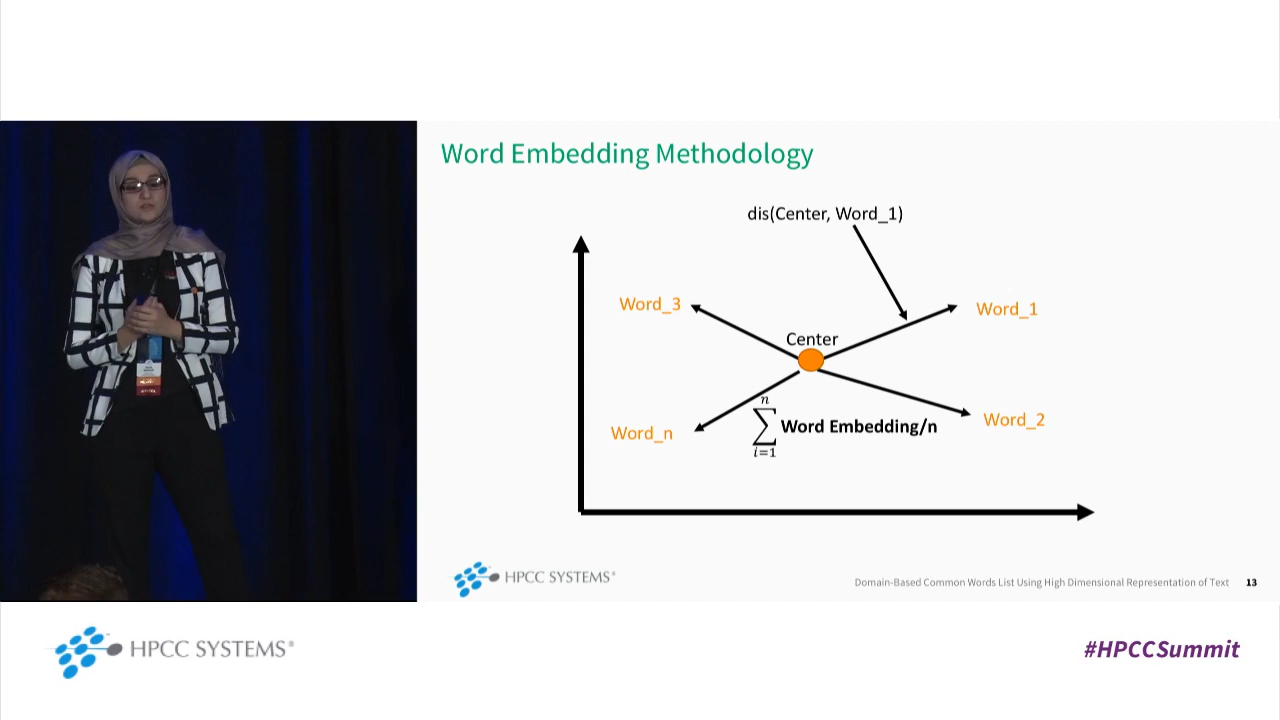 Word Embedding Methodology
dis(Center, Word_1)
Word_3
Word_1
Center
n
∑ Word Embedding/n
i=1
Word_2
Word_n
HPCC SYSTEMS®
Domain-Based Common Words List Using High Dimensional Representation of Text 13
HPCC SYSTEMS®
#HPCCSummit